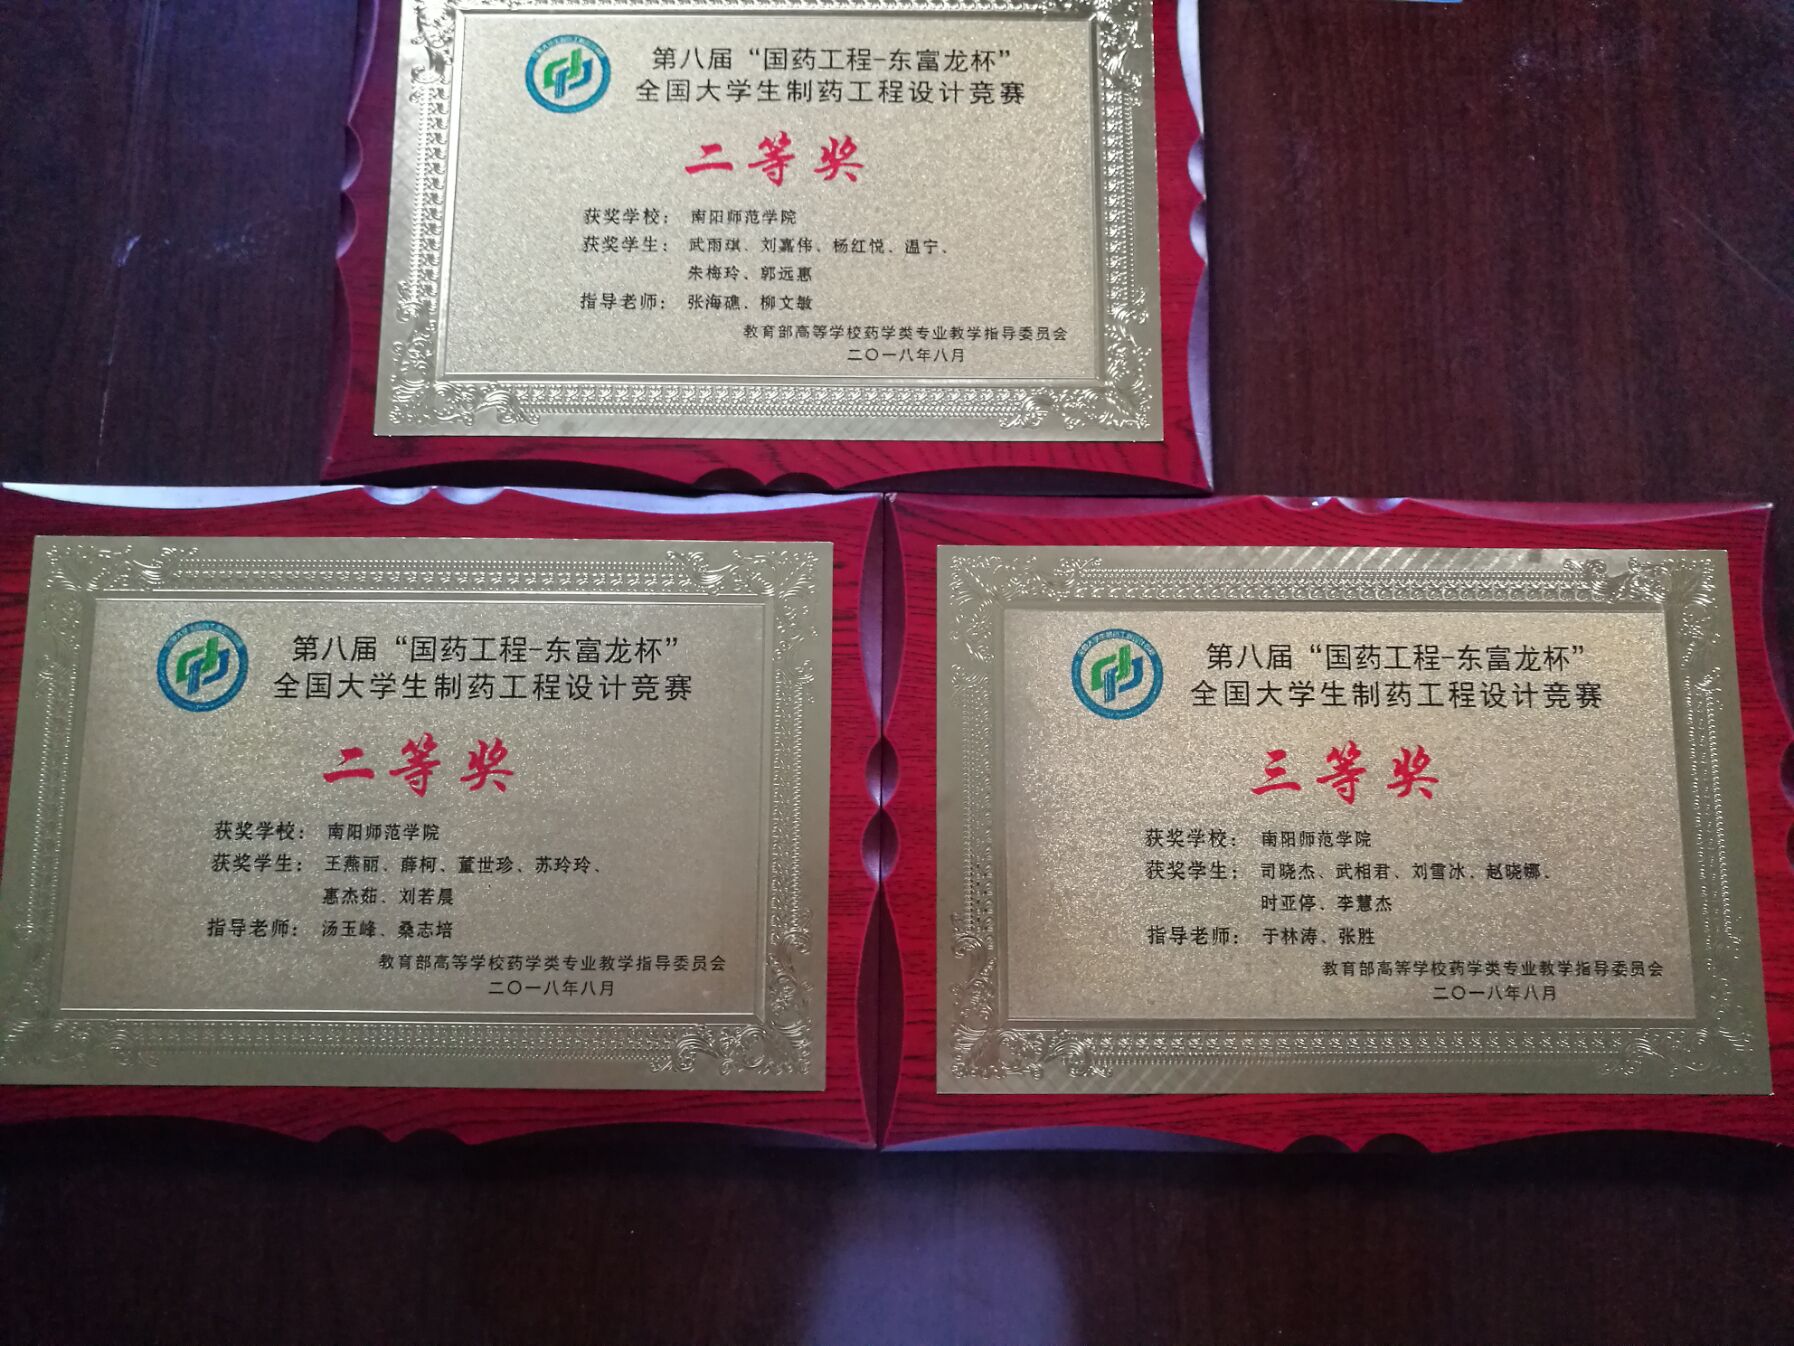 第八届“国药工程-东富龙杯”
全国大学生制药工程设计竞赛
二等奖
获奖学校： 南阳师范学院
获奖学生： 武雨琪、刘嘉伟、杨红悦、温宁、
朱梅玲、郭远惠
指导老师： 张海礁、柳文敏
教育部高等学校药学类专业教学指导委员会
二〇一八年八月
第八届“国药工程-东富龙杯”
全国大学生制药工程设计竞赛
二等奖
获奖学校： 南阳师范学院
获奖学生： 王燕丽、薛柯、董世珍、苏玲玲、
惠杰茹、刘若晨
指导老师： 汤玉峰、桑志培
教育部高等学校药学类专业教学指导委员会
二〇一八年八月
第八届“国药工程-东富龙杯”
全国大学生制药工程设计竞赛
三等奖
获奖学校： 南阳师范学院
获奖学生： 司晓杰、武相君、刘雪冰、赵晓娜、
时亚停、李慧杰
指导老师： 于林涛、张胜
教育部高等学校药学类专业教学指导委员会
二〇一八年八月